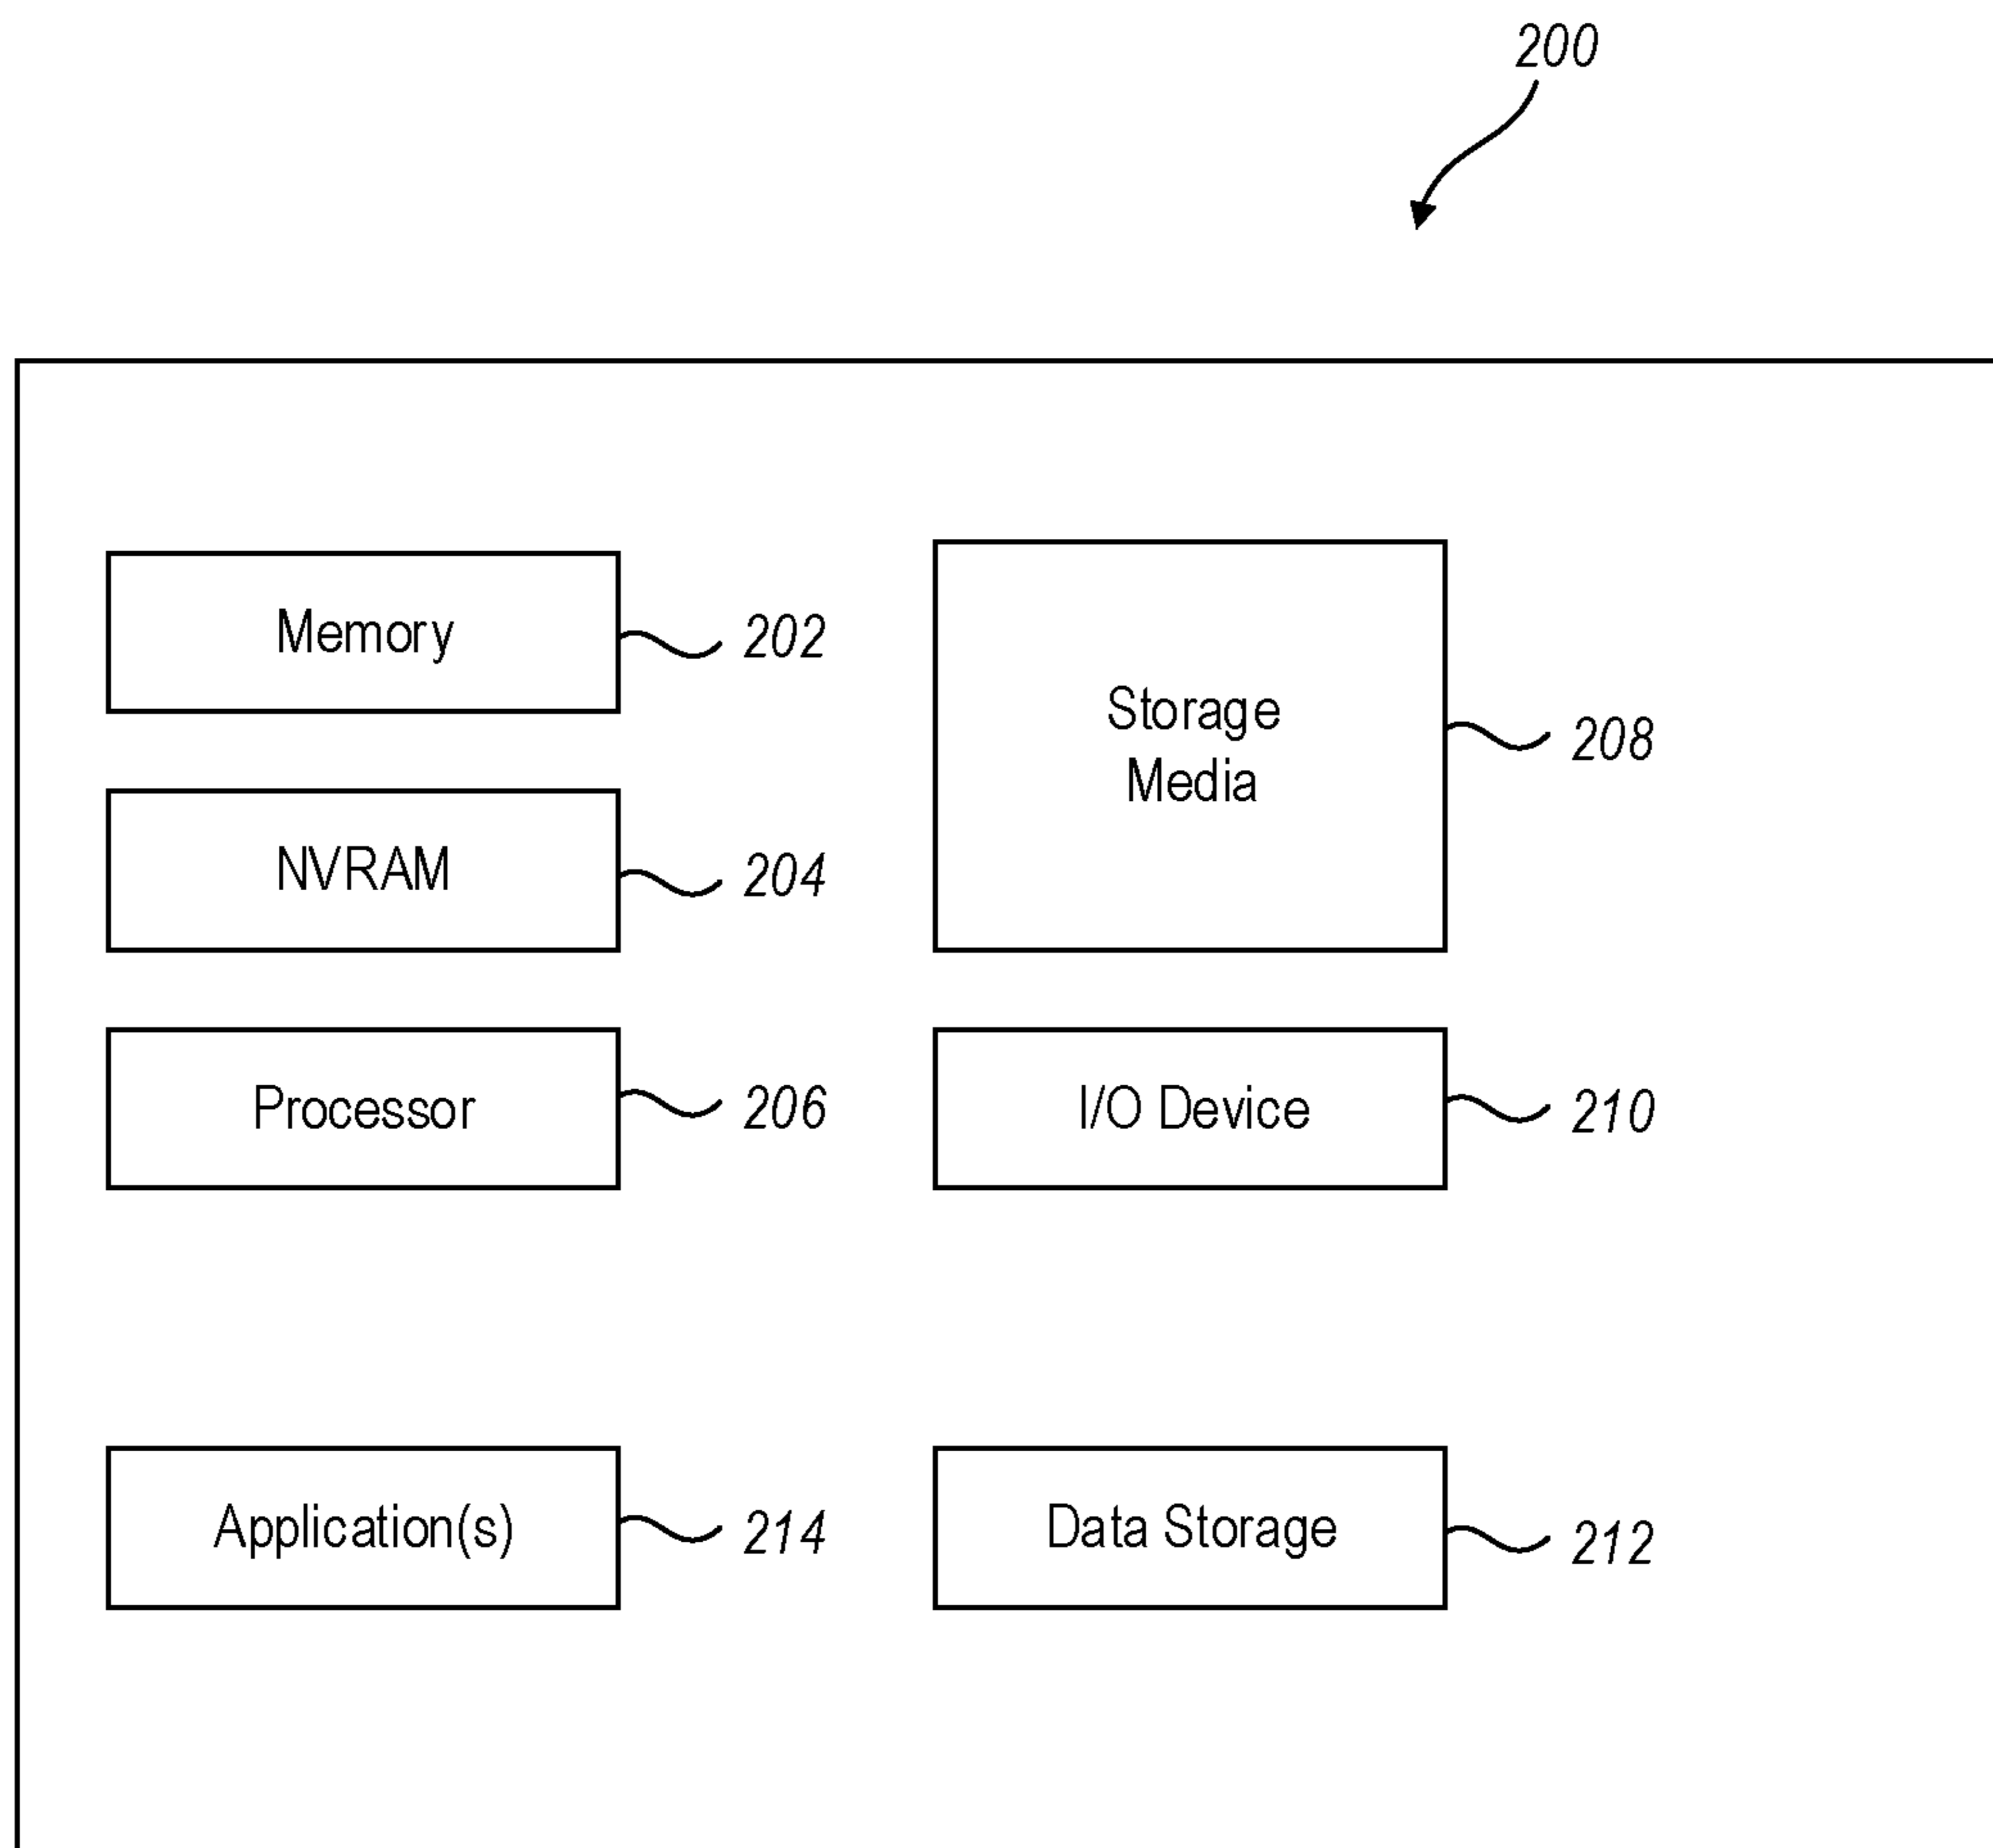 200
Memory
202
Storage
Media
208
NVRAM
204
Processor
206
I/O Device
210
Application(s)
214
Data Storage
212